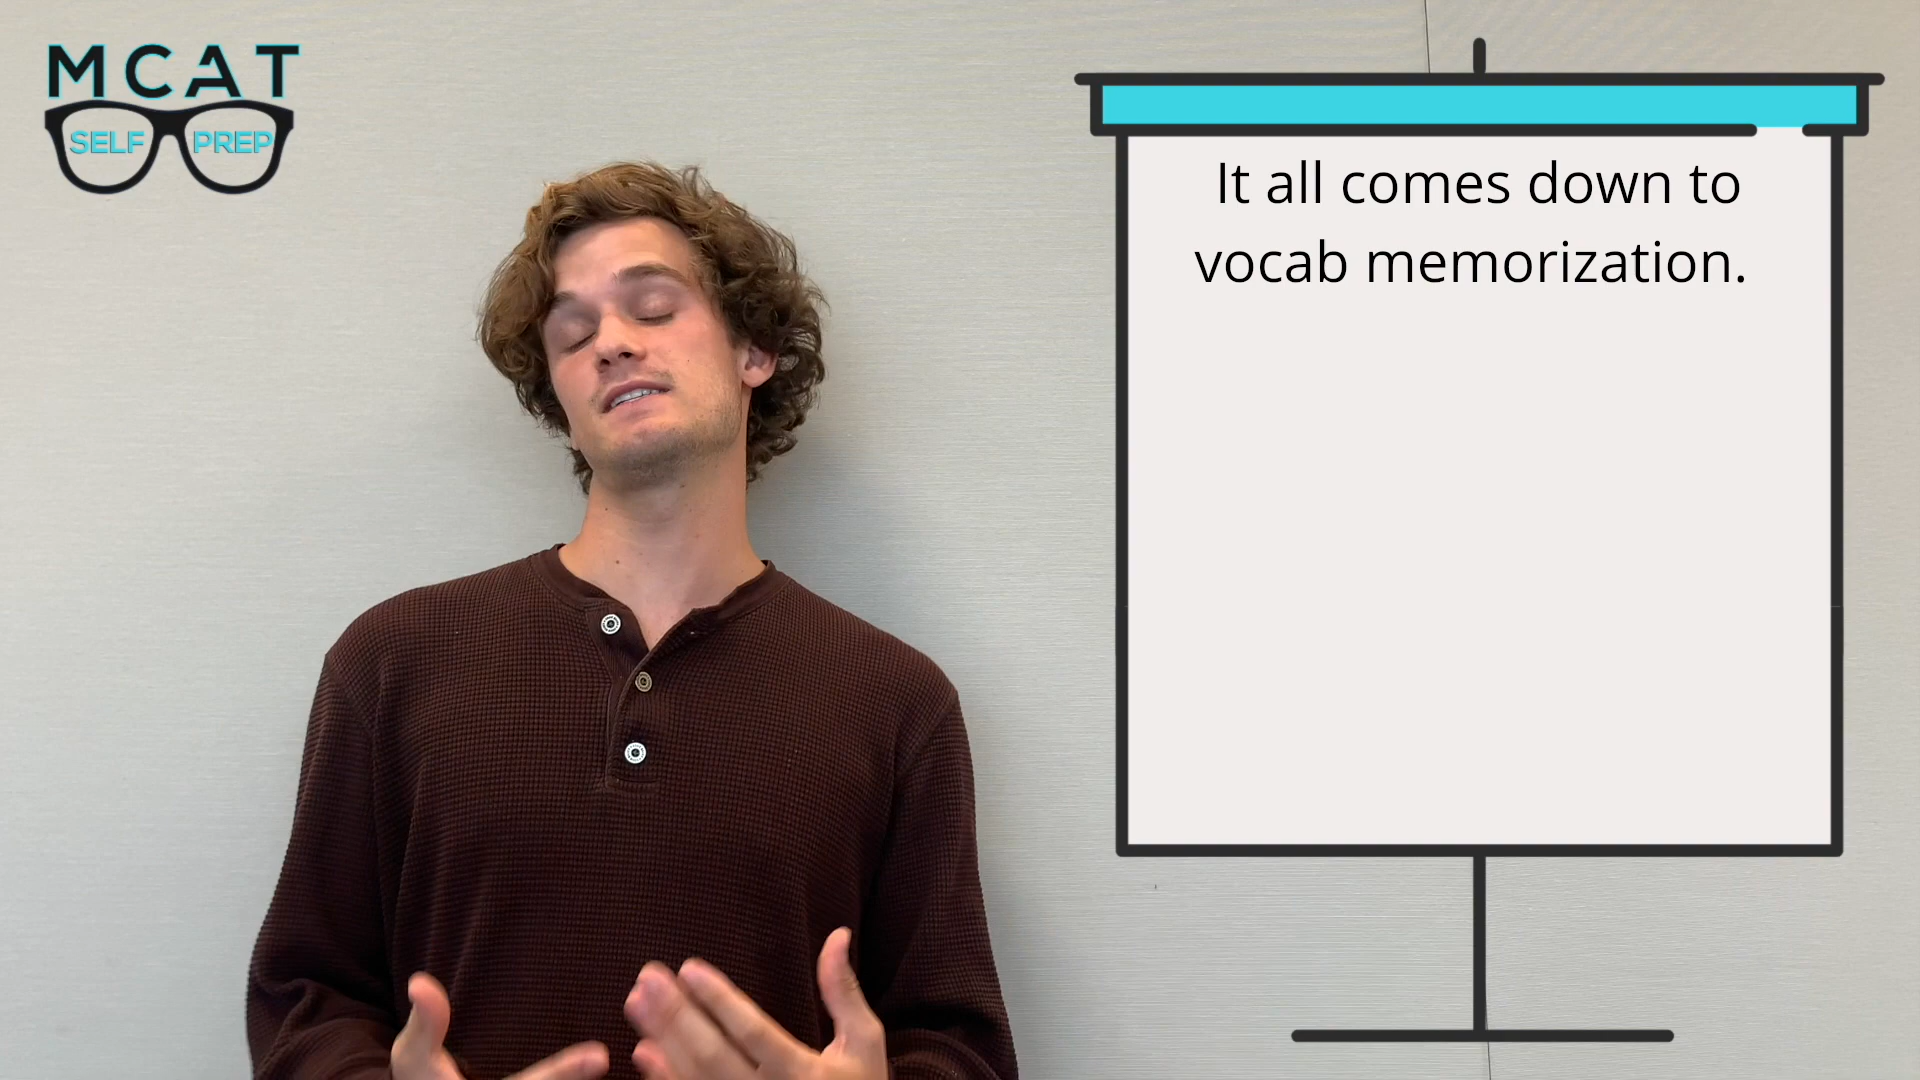 MCAT
SELF PREP
It all comes down to
vocab memorization.